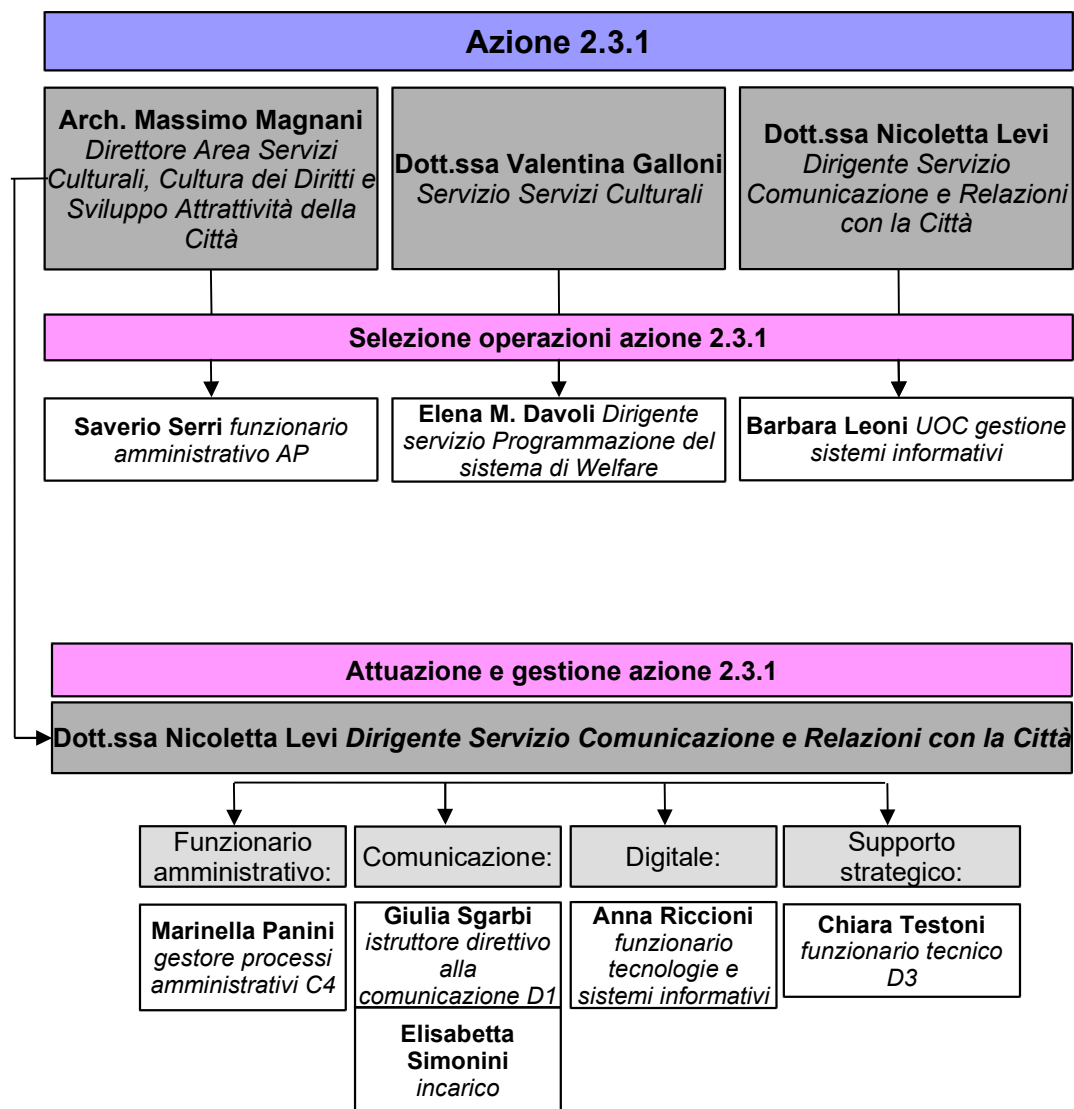 Azione 2.3.1
Arch. Massimo Magnani
Direttore Area Servizi
Culturali, Cultura dei Diritti e
Sviluppo Attrattività della
Città
Dott.ssa Valentina Galloni
Servizio Servizi Culturali
Dott.ssa Nicoletta Levi
Dirigente Servizio
Comunicazione e Relazioni
con la Città
Selezione operazioni azione 2.3.1
Saverio Serri funzionario
amministrativo AP
Elena M. Davoli Dirigente
servizio Programmazione del
sistema di Welfare
Barbara Leoni UOC gestione
sistemi informativi
Attuazione e gestione azione 2.3.1
Dott.ssa Nicoletta Levi Dirigente Servizio Comunicazione e Relazioni con la Città
Funzionario
amministrativo:
Comunicazione:
Digitale:
Supporto
strategico:
Marinella Panini
gestore processi
amministrativi C4
Giulia Sgarbi
istruttore direttivo
alla
comunicazione D1
Anna Riccioni
funzionario
tecnologie e
sistemi informativi
Chiara Testoni
funzionario tecnico
D3
Elisabetta
Simonini
incarico